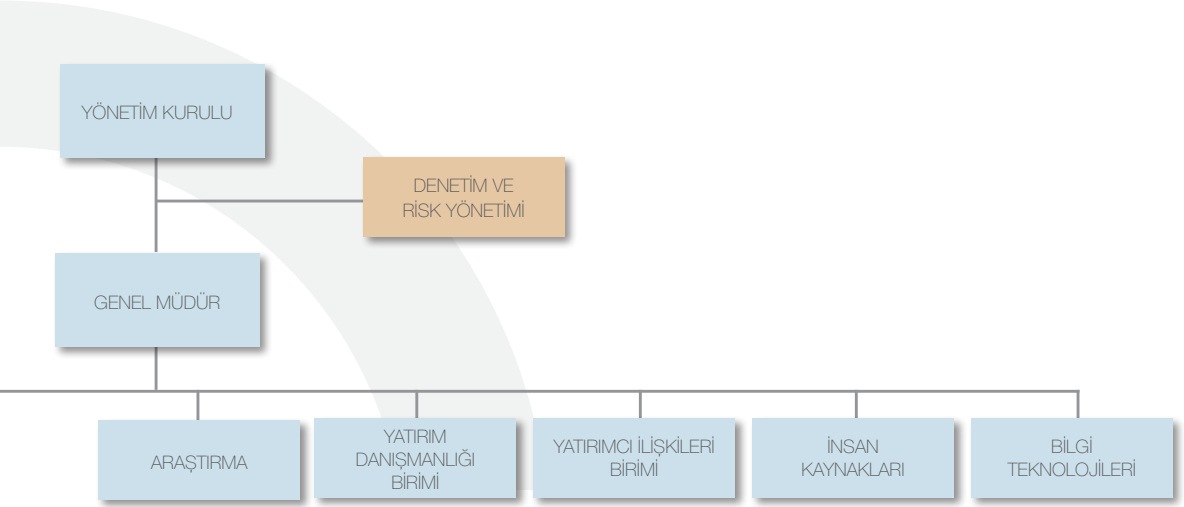 YÖNETİM KURULU
DENETİM VE
RİSK YÖNETİMİ
GENEL MÜDÜR
ARAŞTIRMA
YATIRIM
DANIŞMANLIĞI
BİRİMİ
YATIRIMCI İLİŞKİLERİ
BİRİMİ
İNSAN
KAYNAKLARI
BİLGİ
TEKNOLOJİLERİ